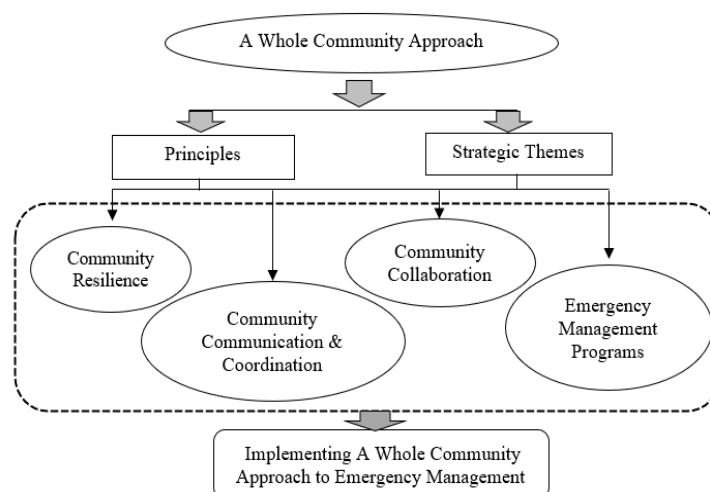 A Whole Community Approach
Principles
Strategic Themes
Community
Resilience
Community
Communication &
Coordination
Community
Collaboration
Emergency
Management
Programs
Implementing A Whole Community
Approach to Emergency Management